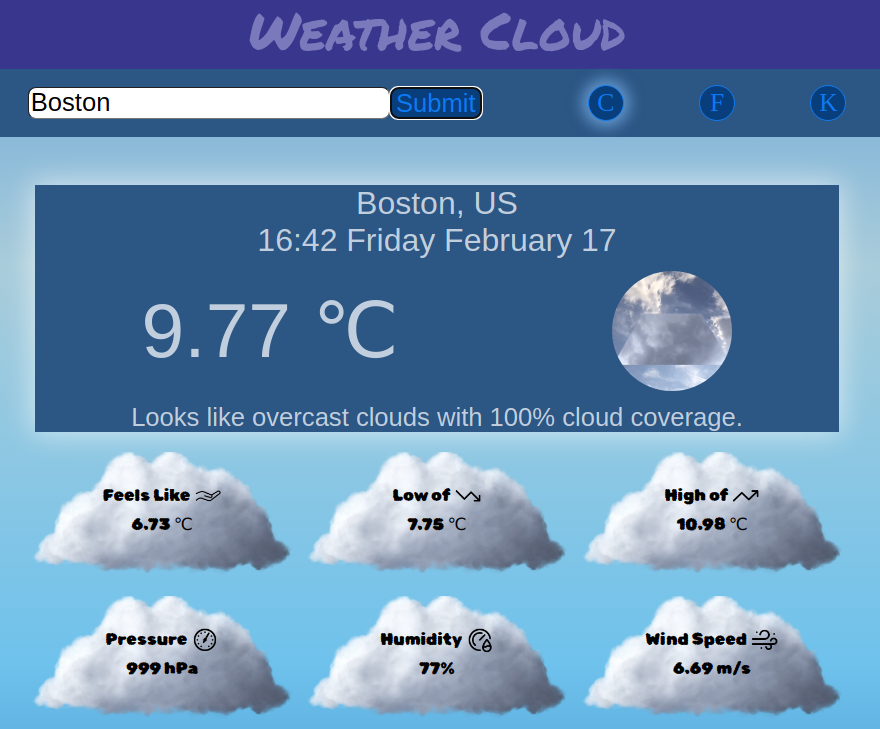 Weather Cloud
Boston Submit C F K
Boston, US
16:42 Friday February 17
9.77 °C
Looks like overcast clouds with 100% cloud coverage.
Feels Like
6.73 °C
Low of
7.75 °C
High of
10.98 °C
Pressure
999 hPa
Humidity
77%
Wind Speed
6.69 m/s